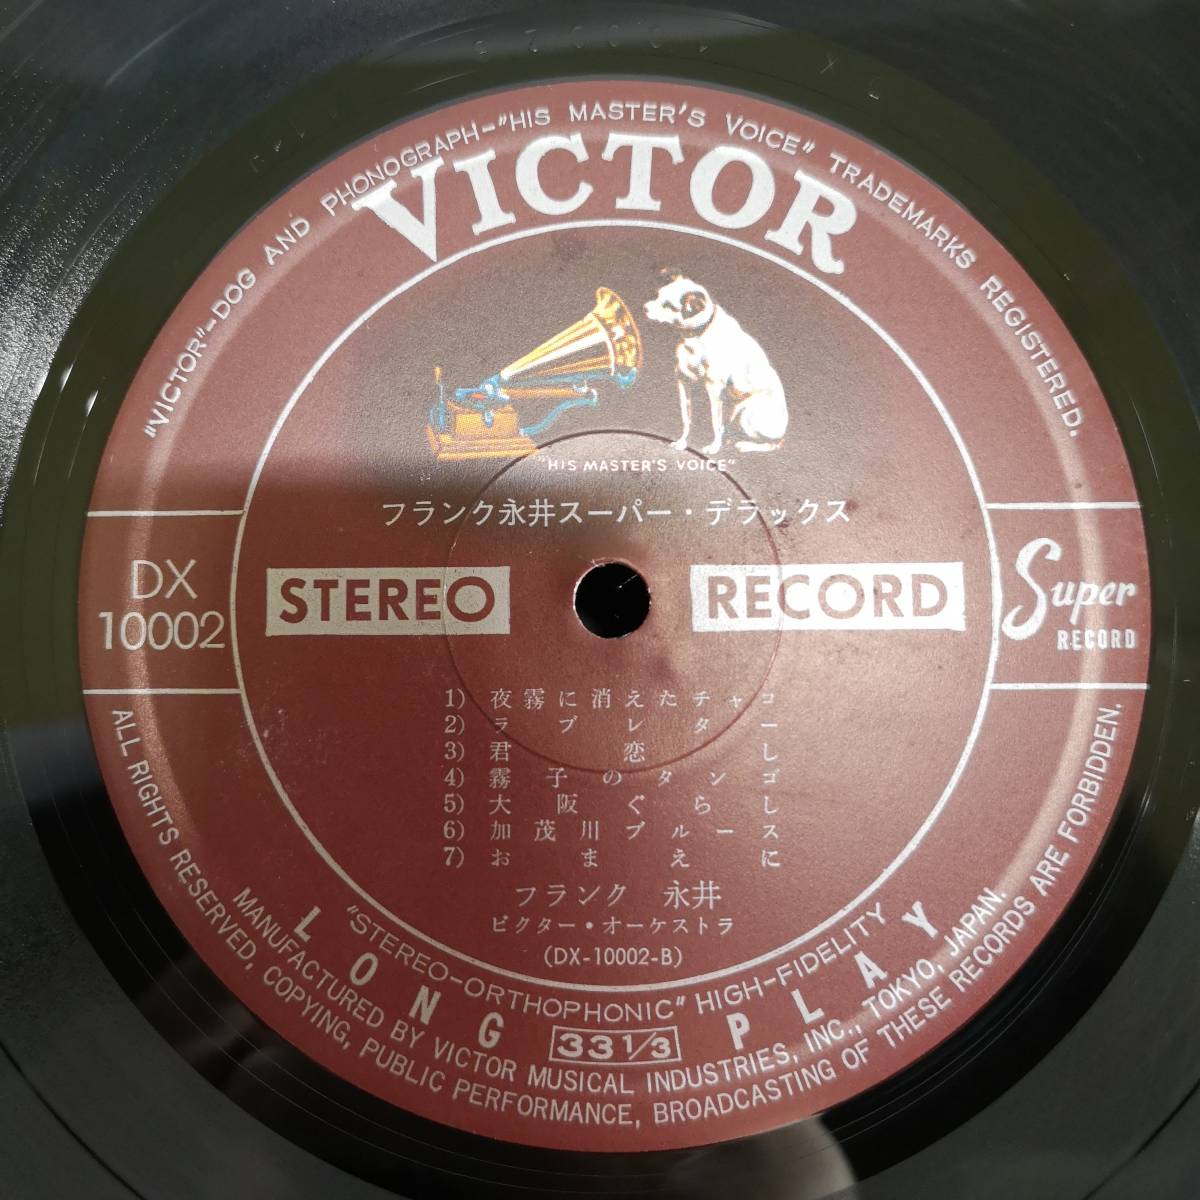 "VICTOR"-DOG AND PHONOGRAPH-"HIS MASTER'S VOICE" TRADEMARKS REGISTERED.
VICTOR
"HIS MASTER'S VOICE"
フランク永井スーパー・デラックス
DX
10002
STEREO RECORD
Super
RECORD
1) 夜霧に消えたチャコ
2) ラブレター
3) 君恋し
4) 霧子のタンゴ
5) 大阪ぐらし
6) 加茂川ブルース
7) おまえに
フランク 永井
ビクター・オーケストラ
(DX-10002-B)
"STEREO-ORTHOPHONIC" HIGH-FIDELITY
LONG 33 1/3 PLAY
MANUFACTURED BY VICTOR MUSICAL INDUSTRIES, INC., TOKYO, JAPAN.
ALL RIGHTS RESERVED, COPYING, PUBLIC PERFORMANCE, BROADCASTING OF THESE RECORDS ARE FORBIDDEN.